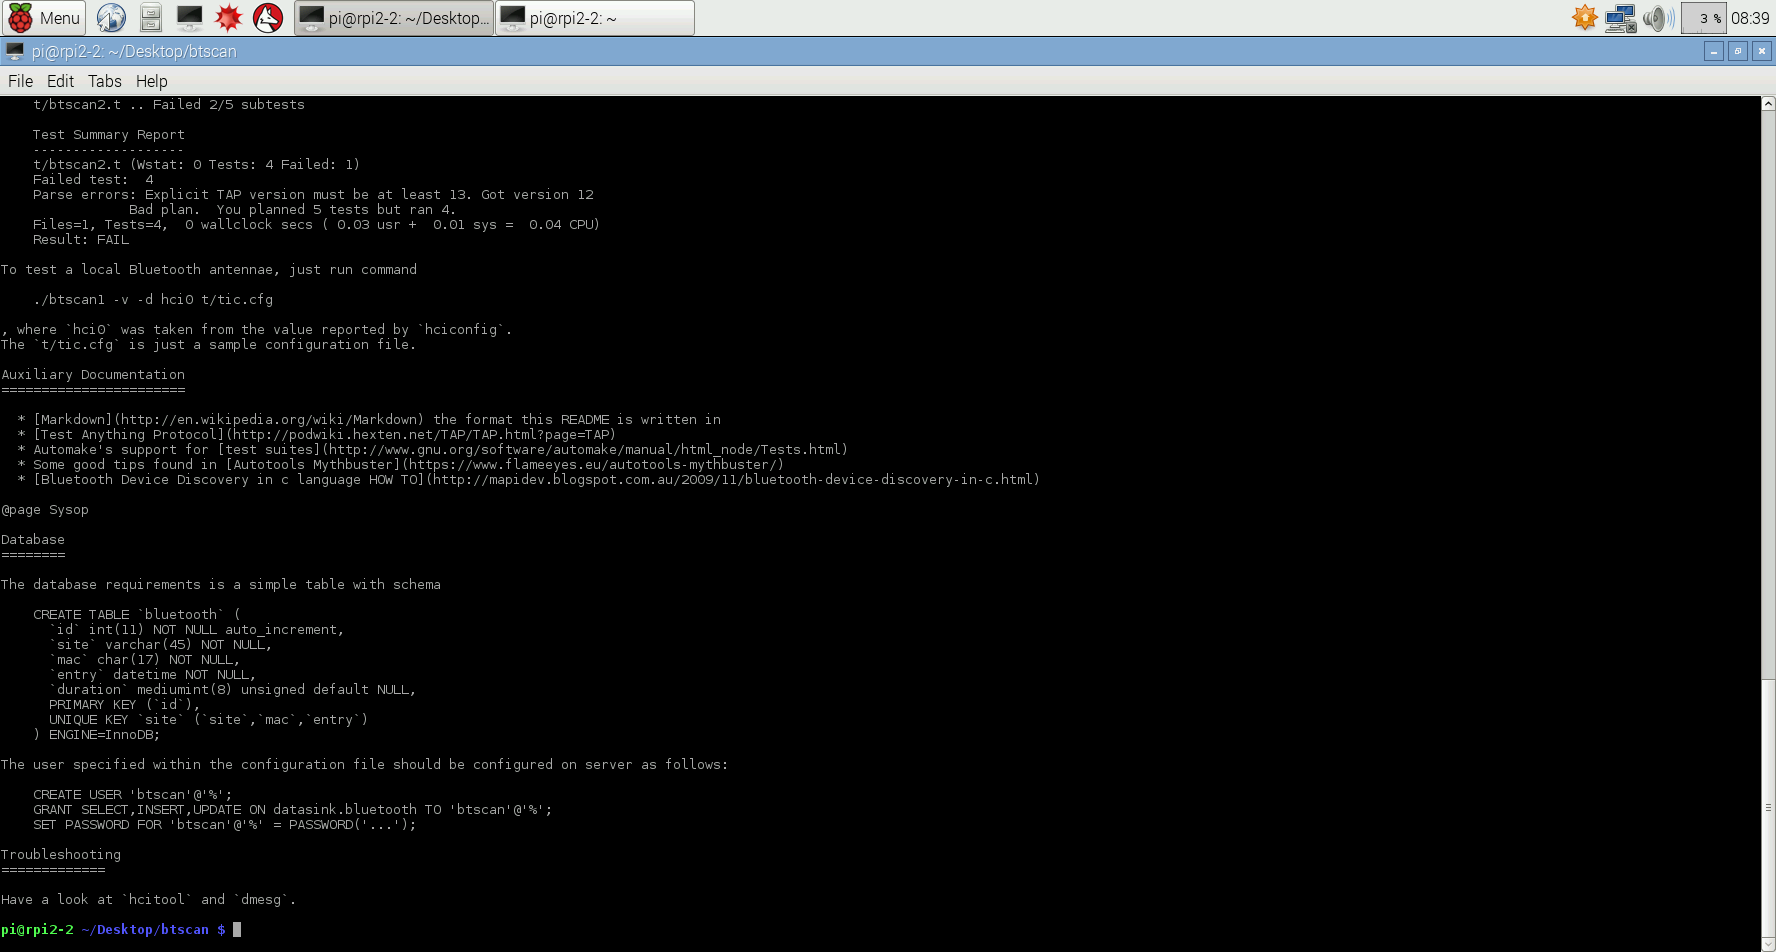 Menu
pi@rpi2-2: ~/Desktop...
pi@rpi2-2: ~
3 %
08:39
pi@rpi2-2: ~/Desktop/btscan
File Edit Tabs Help
    t/btscan2.t .. Failed 2/5 subtests

    Test Summary Report
    -------------------
    t/btscan2.t (Wstat: 0 Tests: 4 Failed: 1)
    Failed test:  4
    Parse errors: Explicit TAP version must be at least 13. Got version 12
                Bad plan.  You planned 5 tests but ran 4.
    Files=1, Tests=4,  0 wallclock secs ( 0.03 usr +  0.01 sys =  0.04 CPU)
    Result: FAIL

To test a local Bluetooth antennae, just run command

    ./btscan1 -v -d hci0 t/tic.cfg

, where `hci0` was taken from the value reported by `hciconfig`.
The `t/tic.cfg` is just a sample configuration file.

Auxiliary Documentation
=======================

  * [Markdown](http://en.wikipedia.org/wiki/Markdown) the format this README is written in
  * [Test Anything Protocol](http://podwiki.hexten.net/TAP/TAP.html?page=TAP)
  * Automake's support for [test suites](http://www.gnu.org/software/automake/manual/html_node/Tests.html)
  * Some good tips found in [Autotools Mythbuster](https://www.flameeyes.eu/autotools-mythbuster/)
  * [Bluetooth Device Discovery in c language HOW TO](http://mapidev.blogspot.com.au/2009/11/bluetooth-device-discovery-in-c.html)

@page Sysop

Database
========

The database requirements is a simple table with schema

    CREATE TABLE `bluetooth` (
      `id` int(11) NOT NULL auto_increment,
      `site` varchar(45) NOT NULL,
      `mac` char(17) NOT NULL,
      `entry` datetime NOT NULL,
      `duration` mediumint(8) unsigned default NULL,
      PRIMARY KEY (`id`),
      UNIQUE KEY `site` (`site`,`mac`,`entry`)
    ) ENGINE=InnoDB;

The user specified within the configuration file should be configured on server as follows:

    CREATE USER 'btscan'@'%';
    GRANT SELECT,INSERT,UPDATE ON datasink.bluetooth TO 'btscan'@'%';
    SET PASSWORD FOR 'btscan'@'%' = PASSWORD('...');

Troubleshooting
=============

Have a look at `hcitool` and `dmesg`.

pi@rpi2-2 ~/Desktop/btscan $